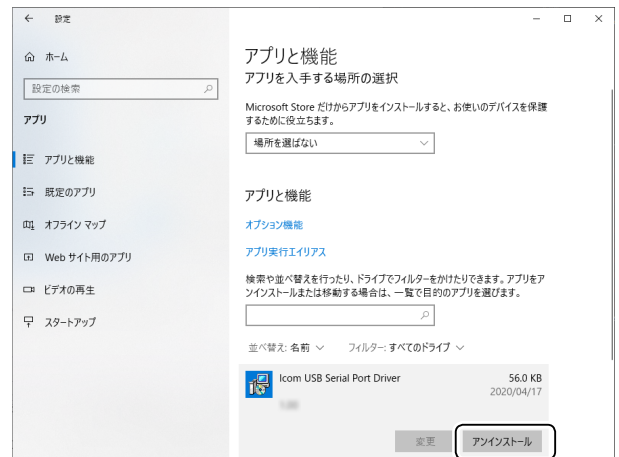 設定
ホーム
設定の検索
アプリ
アプリと機能
既定のアプリ
オフライン マップ
Web サイト用のアプリ
ビデオの再生
スタートアップ
アプリと機能
アプリを入手する場所の選択
Microsoft Store だけからアプリをインストールすると、お使いのデバイスを保護
するために役立ちます。
場所を選ばない
アプリと機能
オプション機能
アプリ実行エイリアス
検索や並べ替えを行ったり、ドライブでフィルターをかけたりできます。アプリをア
ンインストールまたは移動する場合は、一覧で目的のアプリを選びます。
並べ替え: 名前 フィルター: すべてのドライブ
Icom USB Serial Port Driver 56.0 KB
2020/04/17
変更 アンインストール